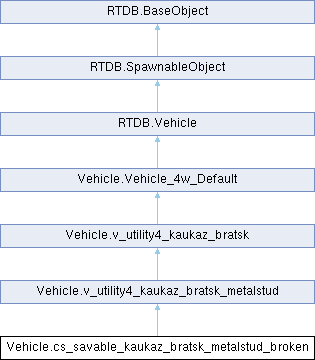 RTDB.BaseObject
RTDB.SpawnableObject
RTDB.Vehicle
Vehicle.Vehicle_4w_Default
Vehicle.v_utility4_kaukaz_bratsk
Vehicle.v_utility4_kaukaz_bratsk_metalstud
Vehicle.cs_savable_kaukaz_bratsk_metalstud_broken